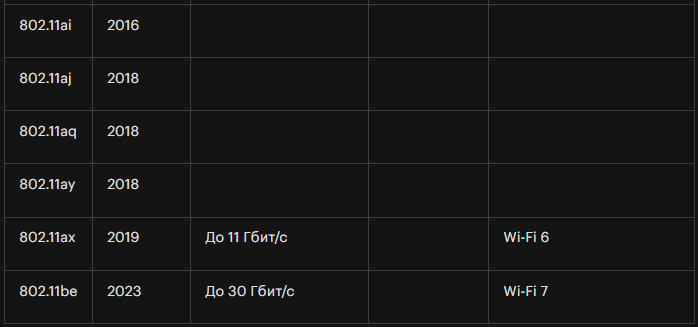 802.11ai 2016
802.11aj 2018
802.11aq 2018
802.11ay 2018
802.11ax 2019 До 11 Гбит/с Wi-Fi 6
802.11be 2023 До 30 Гбит/с Wi-Fi 7